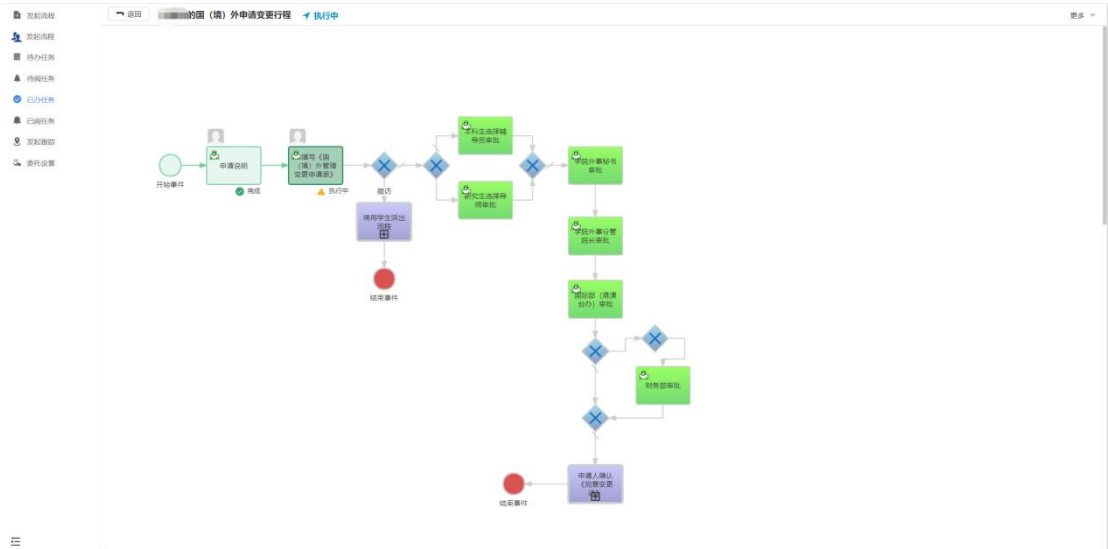 发起流程
发起流程
待办任务
待阅任务
已办任务
已阅任务
发起跟踪
委托设置
返回
的国（境）外申请变更行程
执行中
更多
开始事件
申请说明
完成
填写《国
（境）外管理
变更申请表》
执行中
撤访
调用学生派出
流程
结束事件
本科生选择辅
导员审批
研究生选择导
师审批
学院外事秘书
审批
学院外事分管
院长审批
国际部（港澳
台办）审批
财务部审批
申请人确认
《同意变更
结束事件